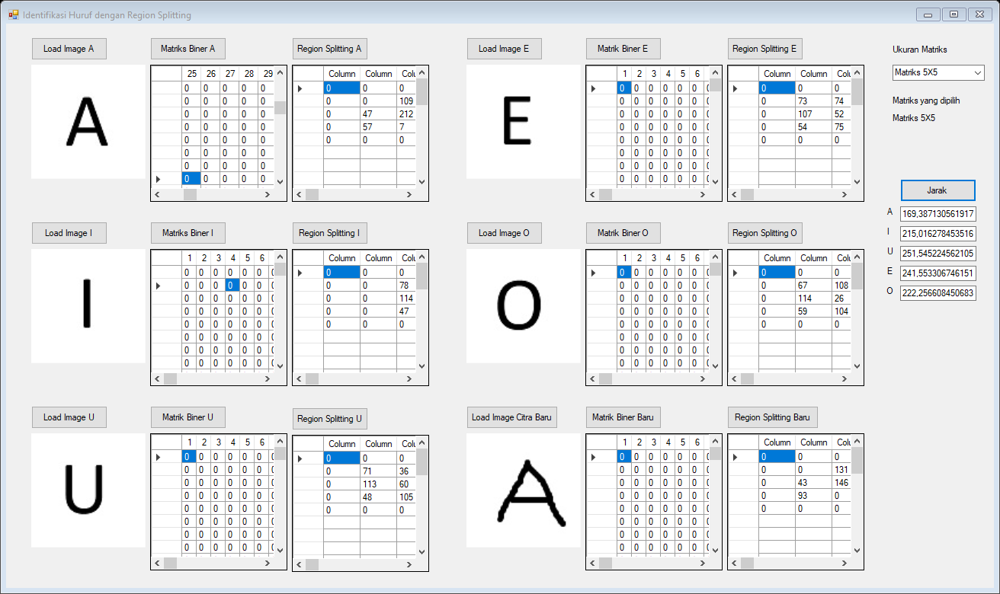 Identifikasi Huruf dengan Region Splitting
Load Image A
Matriks Biner A
Region Splitting A
A
25 26 27 28 29
0 0 0 0 0
0 0 0 0 0
0 0 0 0 0
0 0 0 0 0
0 0 0 0 0
0 0 0 0 0
0 0 0 0 0
0 0 0 0 0
Column Column
0 0 0
0 0 109
0 47 212
0 57 7
0 0 0
Load Image E
Matrik Biner E
Region Splitting E
E
1 2 3 4 5 6
0 0 0 0 0 0
0 0 0 0 0 0
0 0 0 0 0 0
0 0 0 0 0 0
0 0 0 0 0 0
0 0 0 0 0 0
0 0 0 0 0 0
0 0 0 0 0 0
Column Column
0 0 0
0 73 74
0 107 52
0 54 75
0 0 0
Ukuran Matriks
Matriks 5X5
Matriks yang dipilih
Matriks 5X5
Jarak
A 169,387130561917
I 215,016278453516
U 251,545224562105
E 241,553306746151
O 222,256608450683
Load Image I
Matriks Biner I
Region Splitting I
I
1 2 3 4 5 6
0 0 0 0 0 0
0 0 0 0 0 0
0 0 0 0 0 0
0 0 0 0 0 0
0 0 0 0 0 0
0 0 0 0 0 0
0 0 0 0 0 0
0 0 0 0 0 0
Column Column
0 0 0
0 0 78
0 0 114
0 0 47
0 0 0
Load Image O
Matrik Biner O
Region Splitting O
O
1 2 3 4 5 6
0 0 0 0 0 0
0 0 0 0 0 0
0 0 0 0 0 0
0 0 0 0 0 0
0 0 0 0 0 0
0 0 0 0 0 0
0 0 0 0 0 0
0 0 0 0 0 0
Column Column
0 0 0
0 67 108
0 114 26
0 59 104
0 0 0
Load Image U
Matrik Biner U
Region Splitting U
U
1 2 3 4 5 6
0 0 0 0 0 0
0 0 0 0 0 0
0 0 0 0 0 0
0 0 0 0 0 0
0 0 0 0 0 0
0 0 0 0 0 0
0 0 0 0 0 0
0 0 0 0 0 0
Column Column
0 0 0
0 71 36
0 113 60
0 48 105
0 0 0
Load Image Citra Baru
Matrik Biner Baru
Region Splitting Baru
A
1 2 3 4 5 6
0 0 0 0 0 0
0 0 0 0 0 0
0 0 0 0 0 0
0 0 0 0 0 0
0 0 0 0 0 0
0 0 0 0 0 0
0 0 0 0 0 0
0 0 0 0 0 0
Column Column
0 0 0
0 0 131
0 43 146
0 93 0
0 0 0